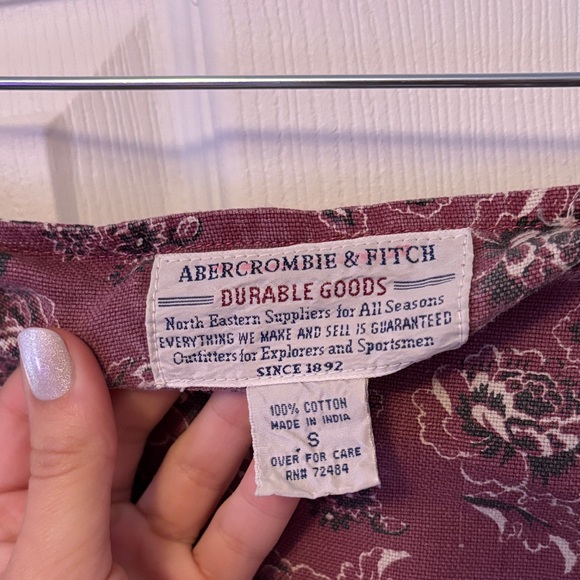 ABERCROMBIE & FITCH
DURABLE GOODS
North Eastern Suppliers for All Seasons
EVERYTHING WE MAKE AND SELL IS GUARANTEED
Outfitters for Explorers and Sportsmen
SINCE 1892
100% COTTON
MADE IN INDIA
S
OVER FOR CARE
RN# 72484